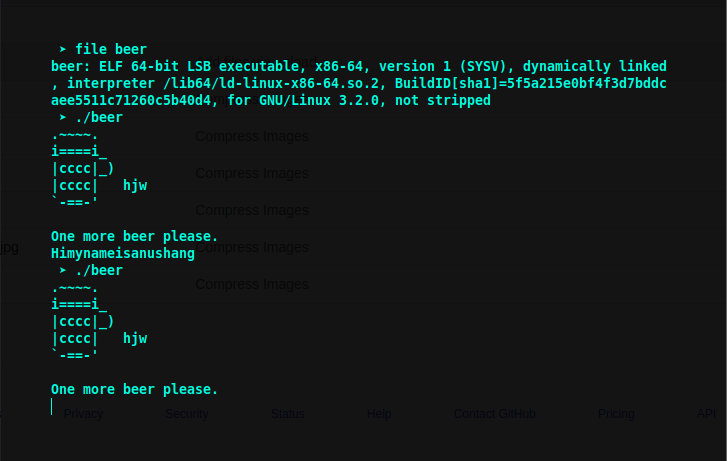 ➤ file beer
beer: ELF 64-bit LSB executable, x86-64, version 1 (SYSV), dynamically linked
, interpreter /lib64/ld-linux-x86-64.so.2, BuildID[sha1]=5f5a215e0bf4f3d7bddc
aee5511c71260c5b40d4, for GNU/Linux 3.2.0, not stripped
➤ ./beer
.~~~~.
i====i_
|cccc|_)
|cccc|   hjw
`-==-'
One more beer please.
Himynameisanushang
➤ ./beer
.~~~~.
i====i_
|cccc|_)
|cccc|   hjw
`-==-'
One more beer please.
Compress Images
Compress Images
Compress Images
jpg Compress Images
Compress Images
Privacy Security Status Help Contact GitHub Pricing API